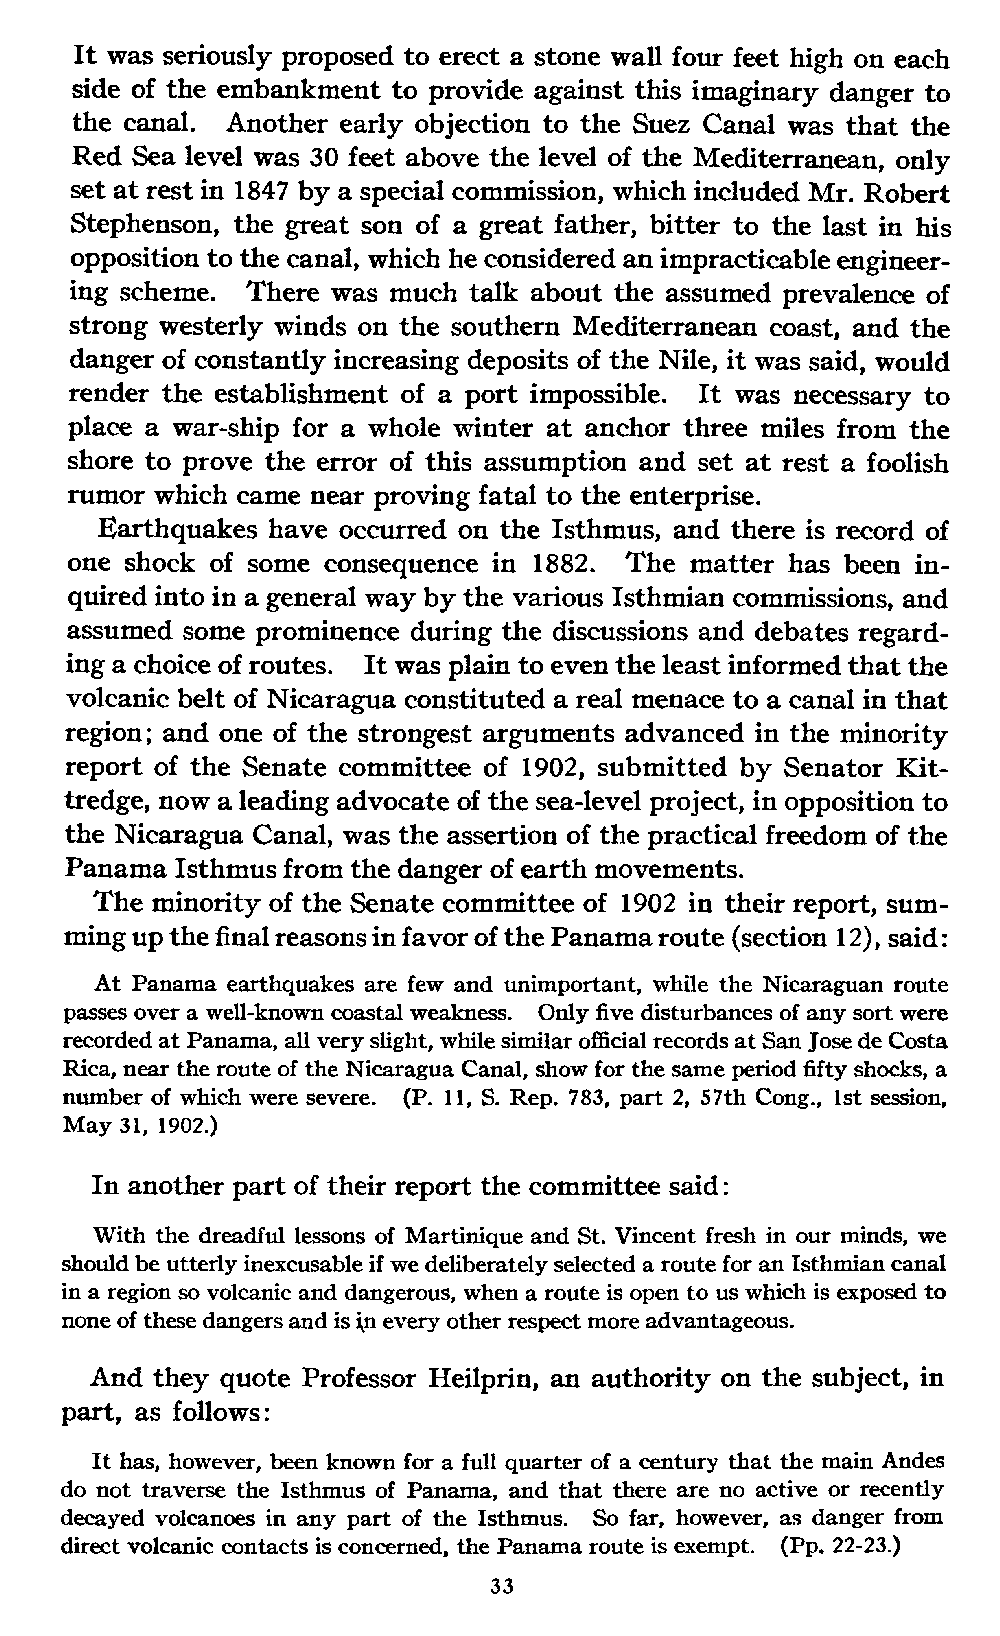 It was seriously proposed to erect a stone wall four feet high on each
side of the embankment to provide against this imaginary danger to
the canal. Another early objection to the Suez Canal was that the
Red Sea level was 30 feet above the level of the Mediterranean, only
set at rest in 1847 by a special commission, which included Mr. Robert
Stephenson, the great son of a great father, bitter to the last in his
opposition to the canal, which he considered an impracticable engineer-
ing scheme. There was much talk about the assumed prevalence of
strong westerly winds on the southern Mediterranean coast, and the
danger of constantly increasing deposits of the Nile, it was said, would
render the establishment of a port impossible. It was necessary to
place a war-ship for a whole winter at anchor three miles from the
shore to prove the error of this assumption and set at rest a foolish
rumor which came near proving fatal to the enterprise.
Earthquakes have occurred on the Isthmus, and there is record of
one shock of some consequence in 1882. The matter has been in-
quired into in a general way by the various Isthmian commissions, and
assumed some prominence during the discussions and debates regard-
ing a choice of routes. It was plain to even the least informed that the
volcanic belt of Nicaragua constituted a real menace to a canal in that
region; and one of the strongest arguments advanced in the minority
report of the Senate committee of 1902, submitted by Senator Kit-
tredge, now a leading advocate of the sea-level project, in opposition to
the Nicaragua Canal, was the assertion of the practical freedom of the
Panama Isthmus from the danger of earth movements.
The minority of the Senate committee of 1902 in their report, sum-
ming up the final reasons in favor of the Panama route (section 12), said:
At Panama earthquakes are few and unimportant, while the Nicaraguan route
passes over a well-known coastal weakness. Only five disturbances of any sort were
recorded at Panama, all very slight, while similar official records at San Jose de Costa
Rica, near the route of the Nicaragua Canal, show for the same period fifty shocks, a
number of which were severe. (P. 11, S. Rep. 783, part 2, 57th Cong., 1st session,
May 31, 1902.)
In another part of their report the committee said:
With the dreadful lessons of Martinique and St. Vincent fresh in our minds, we
should be utterly inexcusable if we deliberately selected a route for an Isthmian canal
in a region so volcanic and dangerous, when a route is open to us which is exposed to
none of these dangers and is in every other respect more advantageous.
And they quote Professor Heilprin, an authority on the subject, in
part, as follows:
It has, however, been known for a full quarter of a century that the main Andes
do not traverse the Isthmus of Panama, and that there are no active or recently
decayed volcanoes in any part of the Isthmus. So far, however, as danger from
direct volcanic contacts is concerned, the Panama route is exempt. (Pp. 22-23.)
33